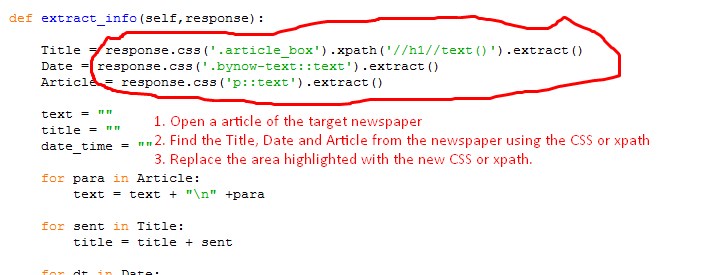 def extract_info(self,response):
Title = response.css('.article_box').xpath('//h1//text()').extract()
Date = response.css('.bynow-text::text').extract()
Article = response.css('p::text').extract()
text = ""
title = ""
date_time = ""
1. Open a article of the target newspaper
2. Find the Title, Date and Article from the newspaper using the CSS or xpath
3. Replace the area highlighted with the new CSS or xpath.
for para in Article:
text = text + "\n" +para
for sent in Title:
title = title + sent
for dt in Date: